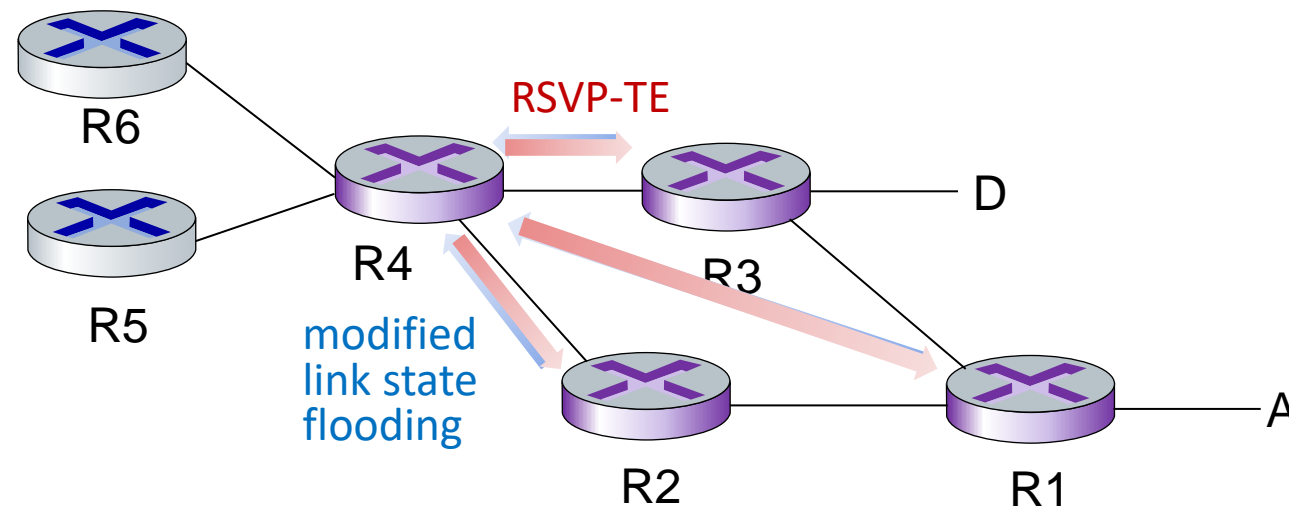 R6
RSVP-TE
D
R4
R3
R5
modified
link state
flooding
A
R2
R1